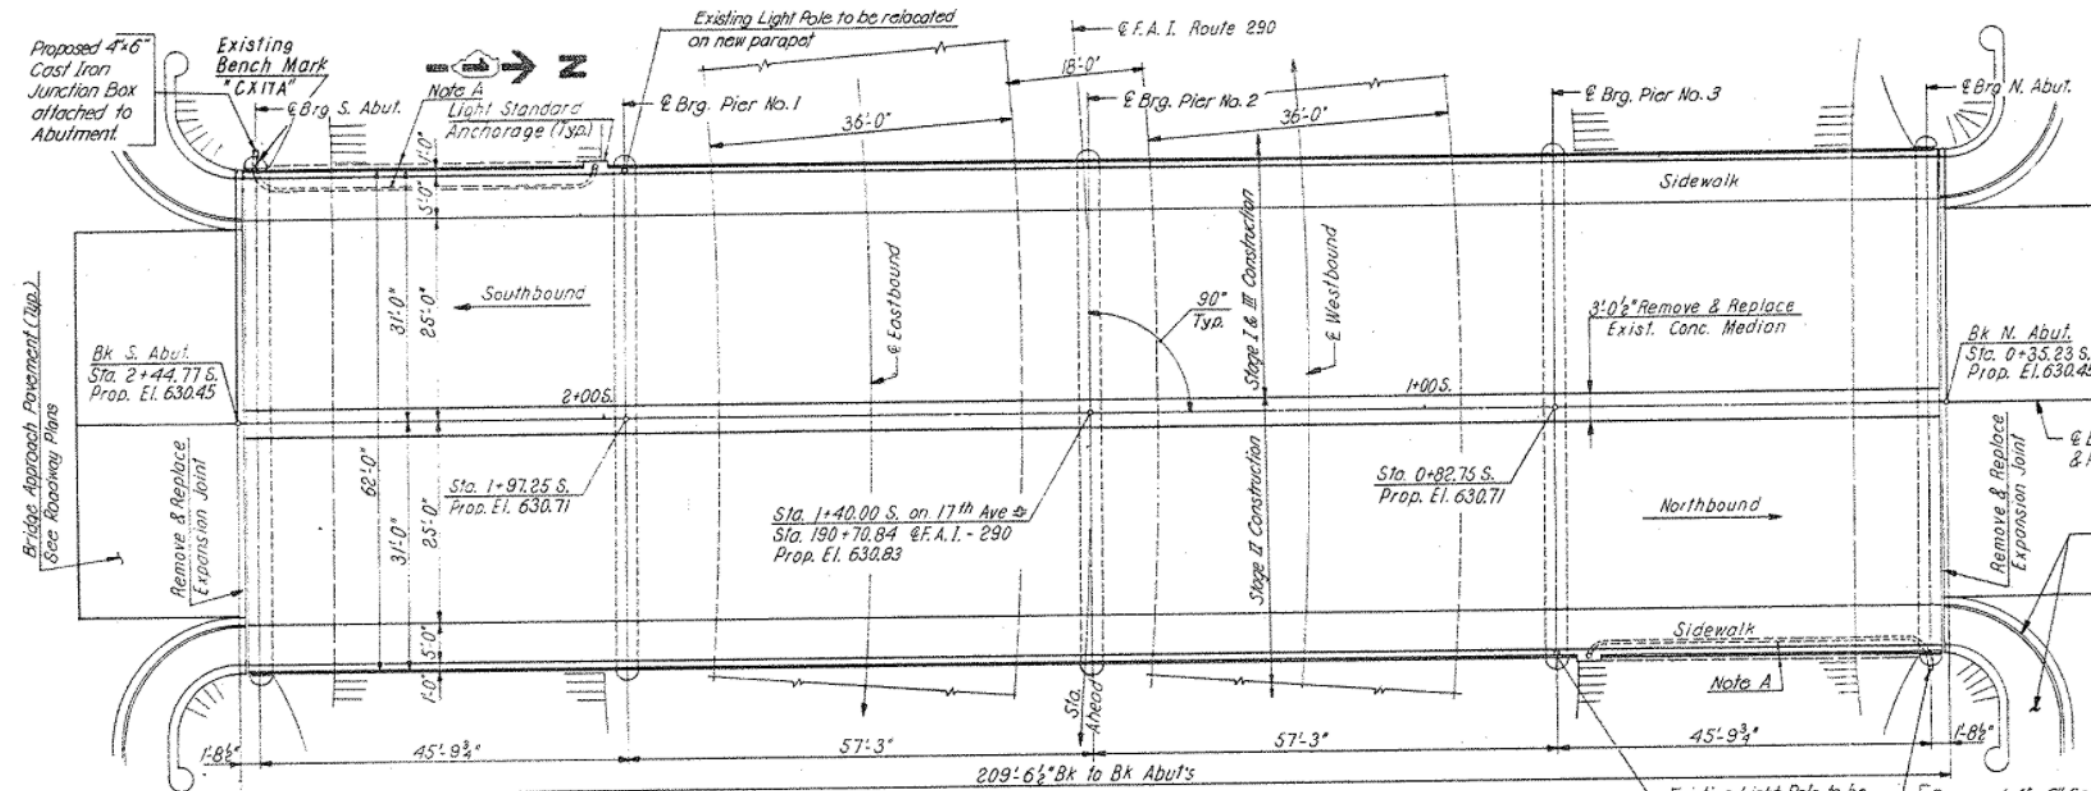 Existing Light Pole to be relocated
on new parapet
℄ F.A.I. Route 290
Proposed 4"x6"
Cast Iron
Junction Box
attached to
Abutment.
Existing
Bench Mark
"CX17A"
N
Note A
℄ Brg S. Abut.
Light Standard
Anchorage (Typ.)
℄ Brg. Pier No. 1
36'-0"
18'-0"
℄ Brg. Pier No. 2
36'-0"
℄ Brg. Pier No. 3
℄ Brg N. Abut.
1'-0"
5'-0"
Sidewalk
Southbound
31'-0"
25'-0"
℄ Eastbound
90°
Typ.
Stage I & III Construction
℄ Westbound
3'-0½" Remove & Replace
Exist. Conc. Median
Bk N. Abut.
Sta. 0+35.23 S.
Prop. El. 630.45
Bridge Approach Pavement (Typ.)
See Roadway Plans
Bk S. Abut.
Sta. 2+44.77 S.
Prop. El. 630.45
2+00S.
1+00S.
Remove & Replace
Expansion Joint
62'-0"
31'-0"
25'-0"
Sta. 1+97.25 S.
Prop. El. 630.71
Sta. 1+40.00 S. on 17th Ave =
Sta. 190+70.84 ℄ F.A.I.-290
Prop. El. 630.83
Stage II Construction
Sta. 0+82.75 S.
Prop. El. 630.71
Northbound
Remove & Replace
Expansion Joint
℄
&
5'-0"
1'-0"
Sidewalk
Note A
Sta.
Ahead
1'-8½"
45'-9¾"
57'-3"
57'-3"
45'-9¾"
1'-8½"
209'-6½" Bk to Bk Abut's
Existing Light Pole to be